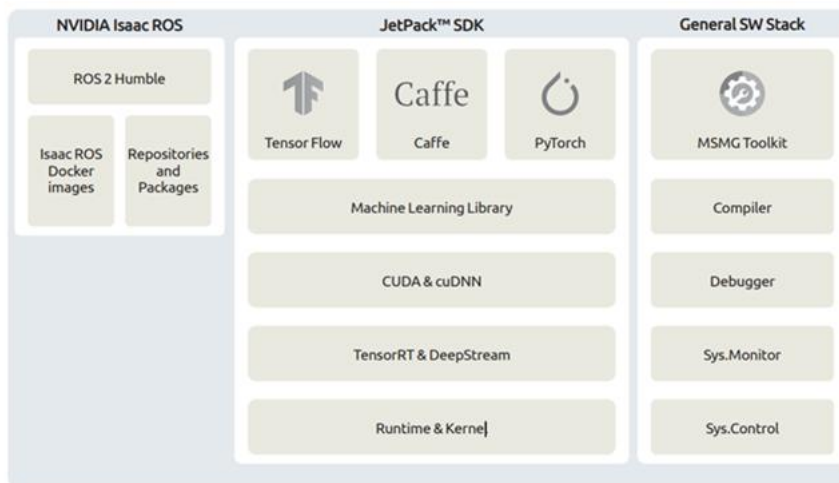 NVIDIA Isaac ROS
ROS 2 Humble
Isaac ROS
Docker
images
Repositories
and
Packages
JetPack™ SDK
Tensor Flow
Caffe
Caffe
PyTorch
Machine Learning Library
CUDA & cuDNN
TensorRT & DeepStream
Runtime & Kernel
General SW Stack
MSMG Toolkit
Compiler
Debugger
Sys.Monitor
Sys.Control